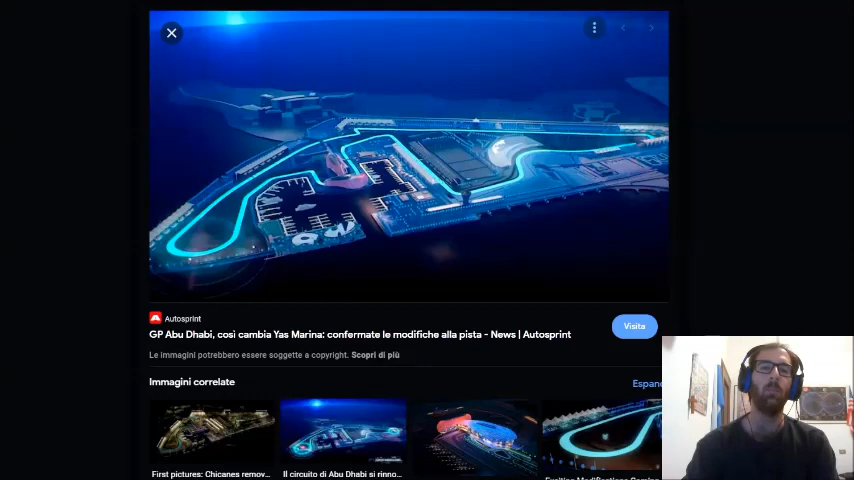 Autosprint
GP Abu Dhabi, così cambia Yas Marina: confermate le modifiche alla pista - News | Autosprint
Visita
Le immagini potrebbero essere soggette a copyright. Scopri di più
Immagini correlate
First pictures: Chicanes remov...
Il circuito di Abu Dhabi si rinno...